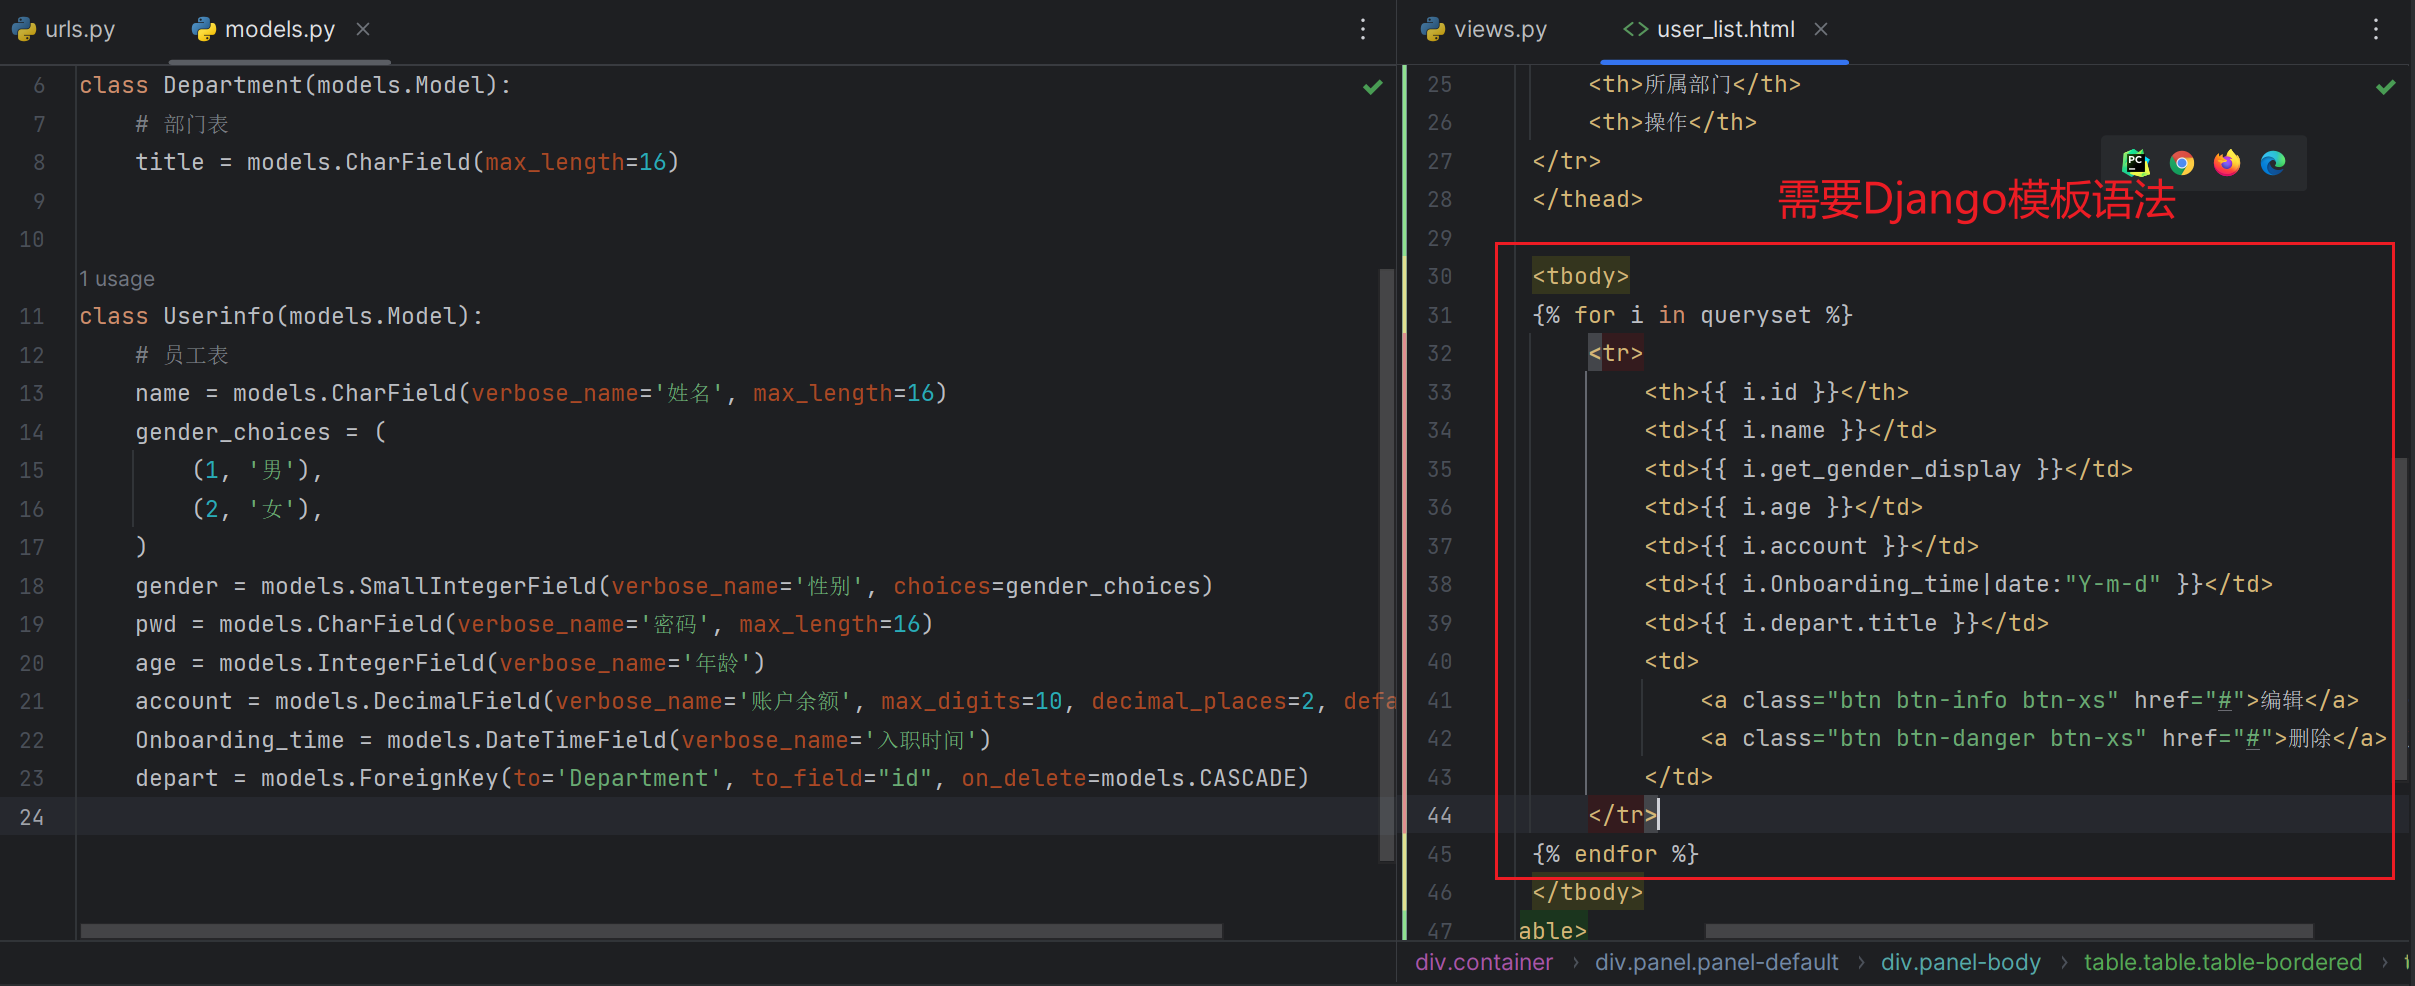 urls.py
models.py
6 class Department(models.Model):
7 # 部门表
8 title = models.CharField(max_length=16)
9
10
1 usage
11 class Userinfo(models.Model):
12 # 员工表
13 name = models.CharField(verbose_name='姓名', max_length=16)
14 gender_choices = (
15 (1, '男'),
16 (2, '女'),
17 )
18 gender = models.SmallIntegerField(verbose_name='性别', choices=gender_choices)
19 pwd = models.CharField(verbose_name='密码', max_length=16)
20 age = models.IntegerField(verbose_name='年龄')
21 account = models.DecimalField(verbose_name='账户余额', max_digits=10, decimal_places=2, defa
22 Onboarding_time = models.DateTimeField(verbose_name='入职时间')
23 depart = models.ForeignKey(to='Department', to_field="id", on_delete=models.CASCADE)
24
views.py
user_list.html
25 <th>所属部门</th>
26 <th>操作</th>
27 </tr>
PC
需要Django模板语法
28 </thead>
29
30 <tbody>
31 {% for i in queryset %}
32 <tr>
33 <th>{{ i.id }}</th>
34 <td>{{ i.name }}</td>
35 <td>{{ i.get_gender_display }}</td>
36 <td>{{ i.age }}</td>
37 <td>{{ i.account }}</td>
38 <td>{{ i.Onboarding_time|date:"Y-m-d" }}</td>
39 <td>{{ i.depart.title }}</td>
40 <td>
41 <a class="btn btn-info btn-xs" href="#">编辑</a>
42 <a class="btn btn-danger btn-xs" href="#">删除</a>
43 </td>
44 </tr>
45 {% endfor %}
46 </tbody>
47 able>
div.container › div.panel.panel-default › div.panel-body › table.table.table-bordered › t